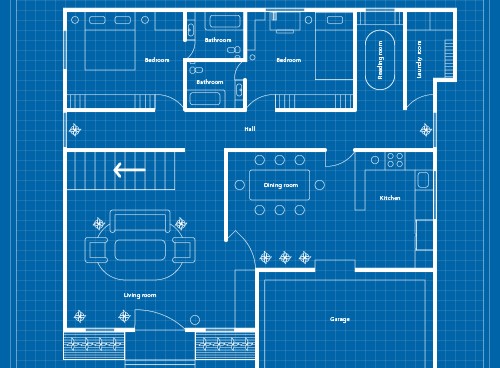 Bathroom
Bedroom
Bathroom
Bedroom
Reading room
Laundry room
Hall
Dining room
Kitchen
Living room
Garage